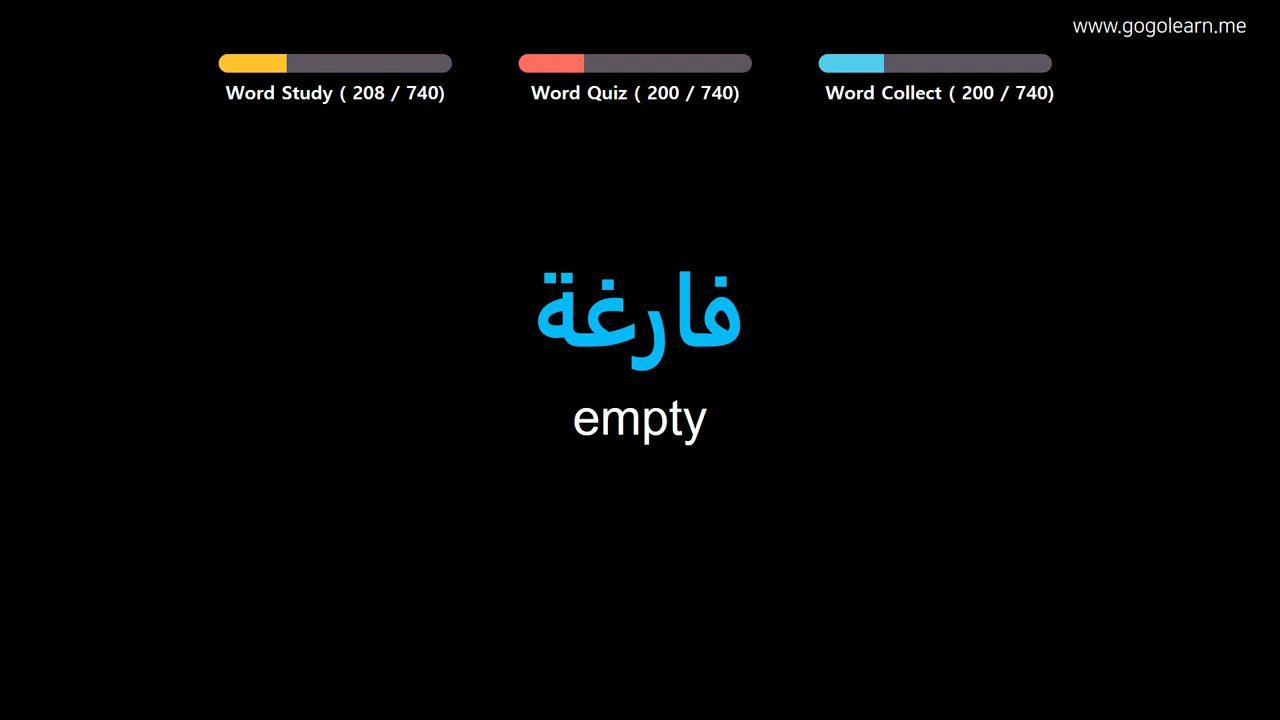 www.gogolearn.me
Word Study ( 208 / 740)
Word Quiz ( 200 / 740)
Word Collect ( 200 / 740)
فارغة
empty